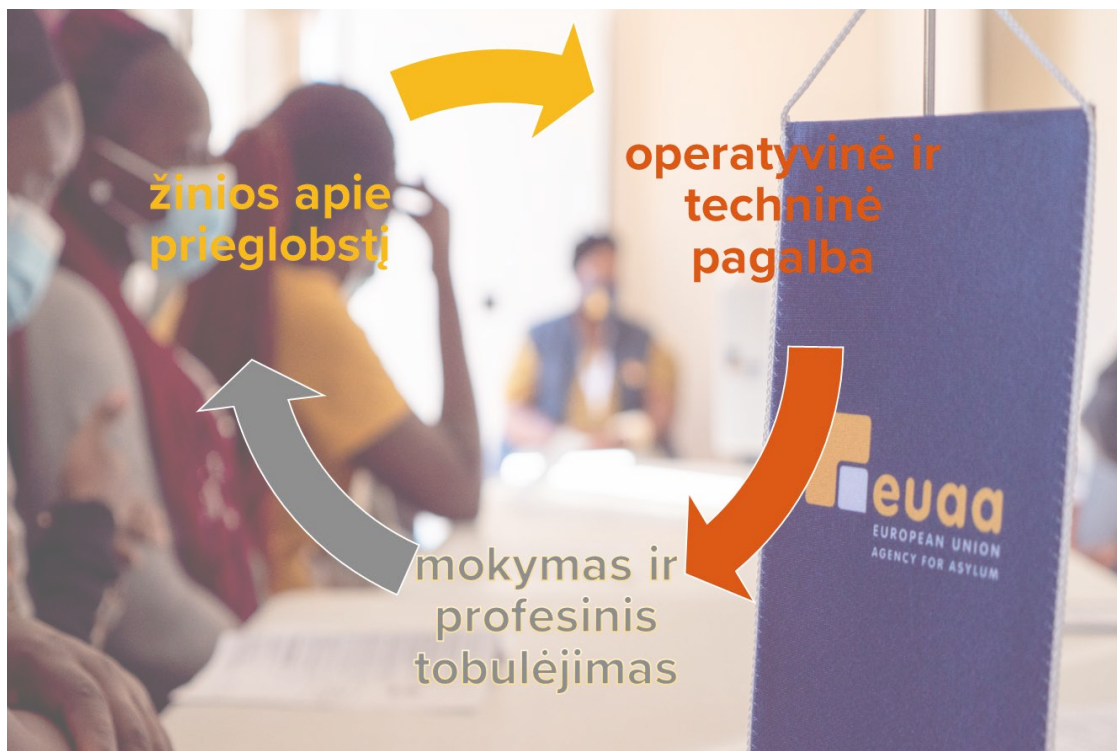 žinios apie
prieglobstį
operatyvinė ir
techninė
pagalba
mokymas ir
profesinis
tobulėjimas
euaa
EUROPEAN UNION
AGENCY FOR ASYLUM